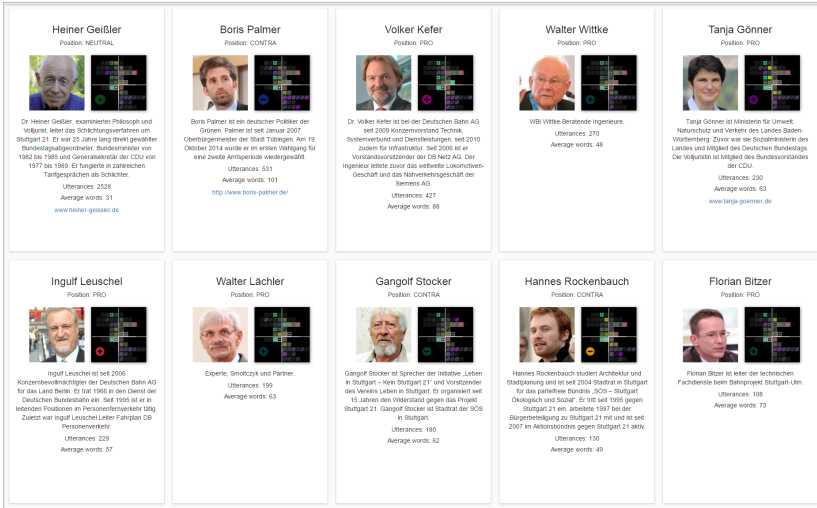 Heiner Geißler
Position: NEUTRAL
Dr. Heiner Geißler, examinierter Philosoph und
Volljurist, leitet das Schlichtungsverfahren um
Stuttgart 21. Er war 25 Jahre lang direkt gewählter
Bundestagsabgeordneter, Bundesminister von
1982 bis 1985 und Generalsekretär der CDU von
1977 bis 1989. Er fungierte in zahlreichen
Tarifgesprächen als Schlichter.
Utterances: 2528
Average words: 31
www.heiner-geissler.de
Boris Palmer
Position: CONTRA
Boris Palmer ist ein deutscher Politiker der
Grünen. Palmer ist seit Januar 2007
Oberbürgermeister der Stadt Tübingen. Am 19.
Oktober 2014 wurde er im ersten Wahlgang für
eine zweite Amtsperiode wiedergewählt.
Utterances: 531
Average words: 101
http://www.boris-palmer.de/
Volker Kefer
Position: PRO
Dr. Volker Kefer ist bei der Deutschen Bahn AG
seit 2009 Konzernvorstand Technik,
Systemverbund und Dienstleistungen, seit 2010
zudem für Infrastruktur. Seit 2006 ist er
Vorstandsvorsitzender der DB Netz AG. Der
Ingenieur leitete zuvor das weltweite Lokomotiven-
Geschäft und das Nahverkehrsgeschäft der
Siemens AG.
Utterances: 427
Average words: 88
Walter Wittke
Position: PRO
WBI Wittke Beratende Ingenieure.
Utterances: 270
Average words: 48
Tanja Gönner
Position: PRO
Tanja Gönner ist Ministerin für Umwelt,
Naturschutz und Verkehr des Landes Baden-
Württemberg. Zuvor war sie Sozialministerin des
Landes und Mitglied des Deutschen Bundestags.
Die Volljuristin ist Mitglied des Bundesvorstandes
der CDU.
Utterances: 230
Average words: 63
www.tanja-goenner.de
Ingulf Leuschel
Position: PRO
Ingulf Leuschel ist seit 2006
Konzernbevollmächtigter der Deutschen Bahn AG
für das Land Berlin. Er trat 1966 in den Dienst der
Deutschen Bundesbahn ein. Seit 1995 ist er in
leitenden Positionen im Personenfernverkehr tätig.
Zuletzt war Ingulf Leuschel Leiter Fahrplan DB
Personenverkehr.
Utterances: 229
Average words: 57
Walter Lächler
Position: PRO
Experte, Smoltczyk und Partner.
Utterances: 199
Average words: 63
Gangolf Stocker
Position: CONTRA
Gangolf Stocker ist Sprecher der Initiative „Leben
in Stuttgart – Kein Stuttgart 21“ und Vorsitzender
des Vereins Leben in Stuttgart. Er organisiert seit
15 Jahren den Widerstand gegen das Projekt
Stuttgart 21. Gangolf Stocker ist Stadtrat der SÖS
in Stuttgart.
Utterances: 180
Average words: 62
Hannes Rockenbauch
Position: CONTRA
Hannes Rockenbauch studiert Architektur und
Stadtplanung und ist seit 2004 Stadtrat in Stuttgart
für das parteifreie Bündnis „SÖS – Stuttgart
Ökologisch und Sozial“. Er tritt seit 1995 gegen
Stuttgart 21 ein, arbeitete 1997 bei der
Bürgerbeteiligung zu Stuttgart 21 mit und ist seit
2007 im Aktionsbündnis gegen Stuttgart 21 aktiv.
Utterances: 130
Average words: 49
Florian Bitzer
Position: PRO
Florian Bitzer ist leiter der technischen
Fachdienste beim Bahnprojekt Stuttgart-Ulm.
Utterances: 108
Average words: 73